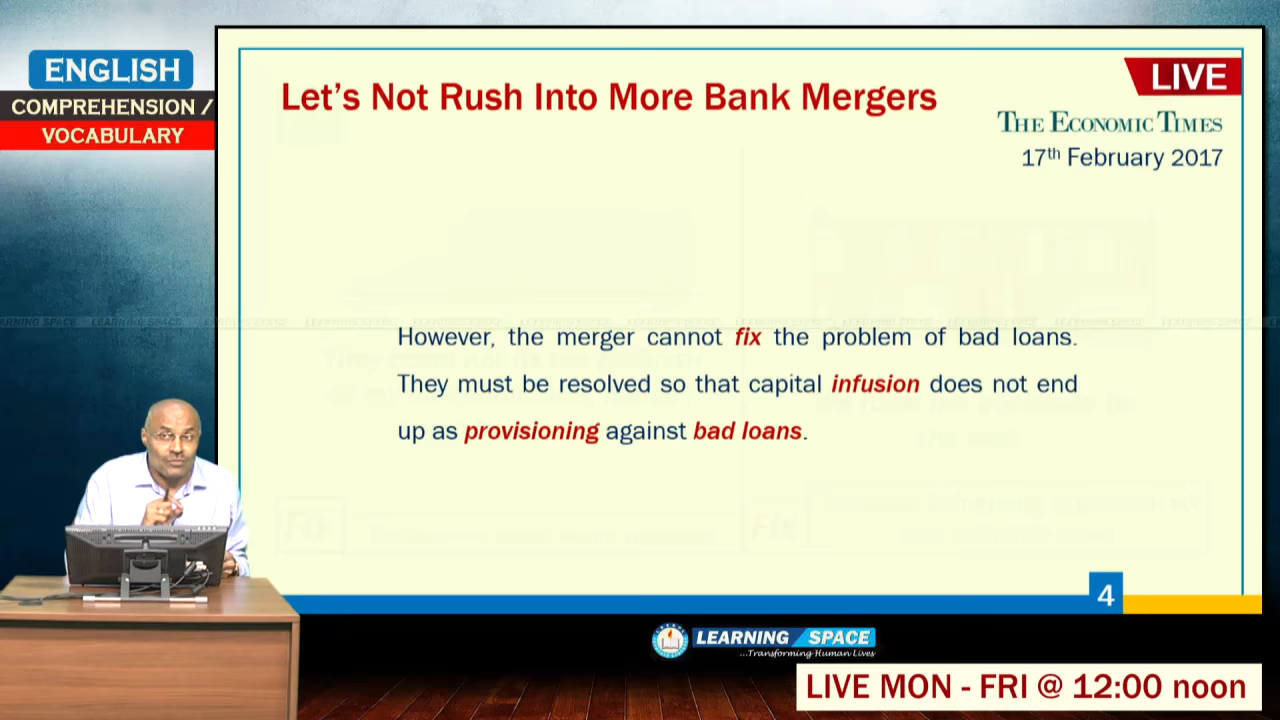 ENGLISH
COMPREHENSION /
VOCABULARY
Let's Not Rush Into More Bank Mergers
LIVE
THE ECONOMIC TIMES
17th February 2017
However, the merger cannot fix the problem of bad loans.
They must be resolved so that capital infusion does not end
up as provisioning against bad loans.
4
LEARNING SPACE
...Transforming Human Lives
LIVE MON - FRI @ 12:00 noon